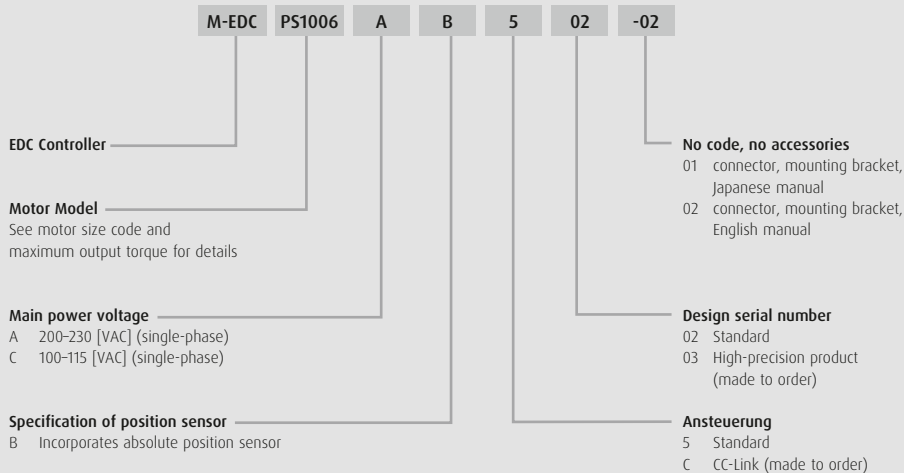 M-EDC PS1006 A B 5 02 -02
EDC Controller
Motor Model
See motor size code and
maximum output torque for details
Main power voltage
A 200–230 [VAC] (single-phase)
C 100–115 [VAC] (single-phase)
Specification of position sensor
B Incorporates absolute position sensor
No code, no accessories
01 connector, mounting bracket,
Japanese manual
02 connector, mounting bracket,
English manual
Design serial number
02 Standard
03 High-precision product
(made to order)
Ansteuerung
5 Standard
C CC-Link (made to order)